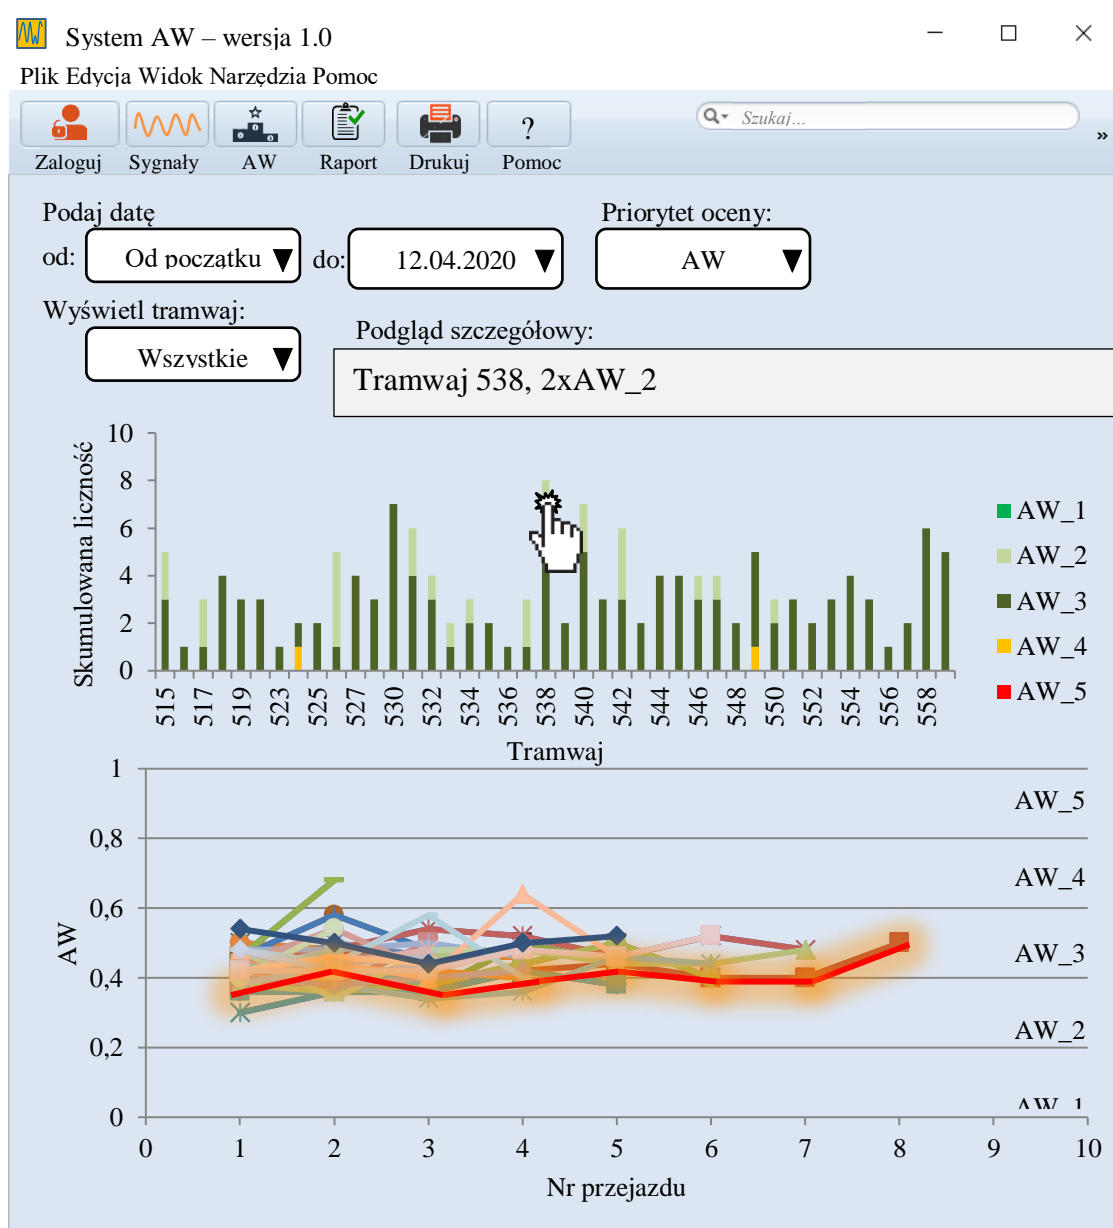 System AW – wersja 1.0
Plik Edycja Widok Narzędzia Pomoc
Szukaj...
»
?
Zaloguj Sygnały AW Raport Drukuj Pomoc
Podaj datę
Priorytet oceny:
od: Od początku do: 12.04.2020 AW
Wyświetl tramwaj:
Wszystkie
Podgląd szczegółowy:
Tramwaj 538, 2xAW_2
Skumulowana liczność
10
8
6
4
2
0
515 517 519 521 523 525 527 530 532 534 536 538 540 542 544 546 548 550 552 554 556 558
Tramwaj
AW_1
AW_2
AW_3
AW_4
AW_5
AW
1
0,8
0,6
0,4
0,2
0
AW_5
AW_4
AW_3
AW_2
AW_1
0 1 2 3 4 5 6 7 8 9 10
Nr przejazdu